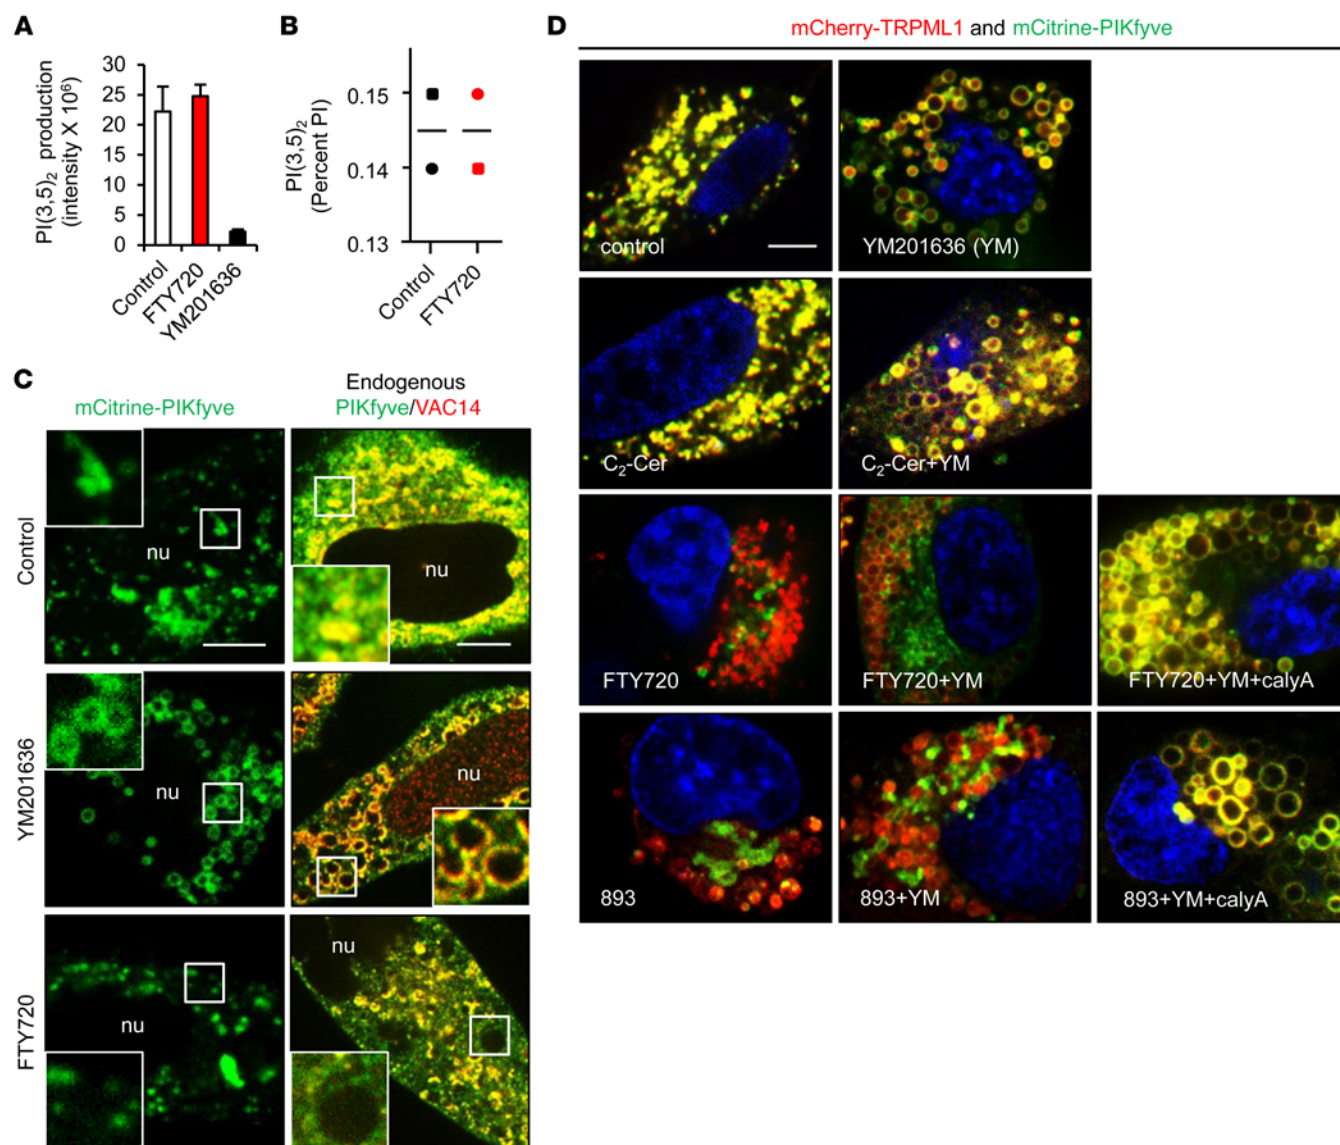 A
PI(3,5)₂ production
(intensity X 10⁶)
30
25
20
15
10
5
0
Control
FTY720
YM201636
B
PI(3,5)₂
(Percent PI)
0.15
0.14
0.13
Control
FTY720
C
mCitrine-PIKfyve
Endogenous
PIKfyve/VAC14
Control
nu
nu
YM201636
nu
nu
FTY720
nu
nu
D
mCherry-TRPML1 and mCitrine-PIKfyve
control
YM201636 (YM)
C₂-Cer
C₂-Cer+YM
FTY720
FTY720+YM
FTY720+YM+calyA
893
893+YM
893+YM+calyA